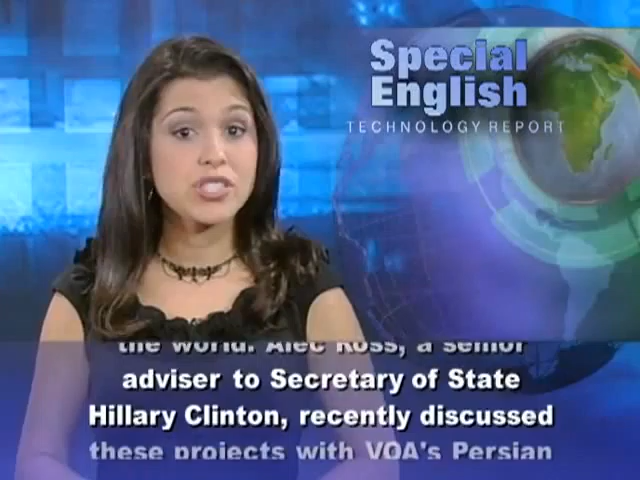 Special
English
TECHNOLOGY REPORT
the world. Alec Ross, a senior
adviser to Secretary of State
Hillary Clinton, recently discussed
these projects with VOA's Persian